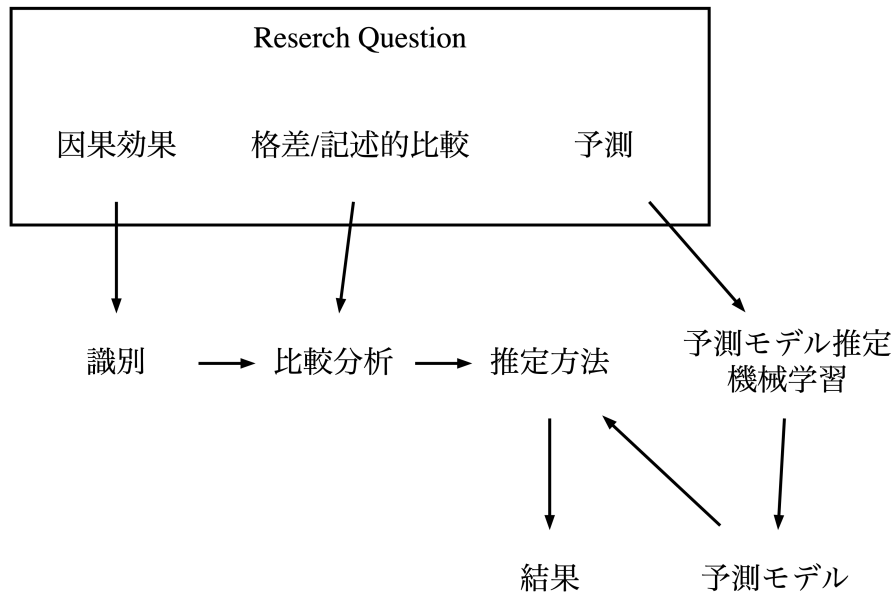 Reserch Question
因果効果
格差/記述的比較
予測
識別
比較分析
推定方法
予測モデル推定
機械学習
結果
予測モデル